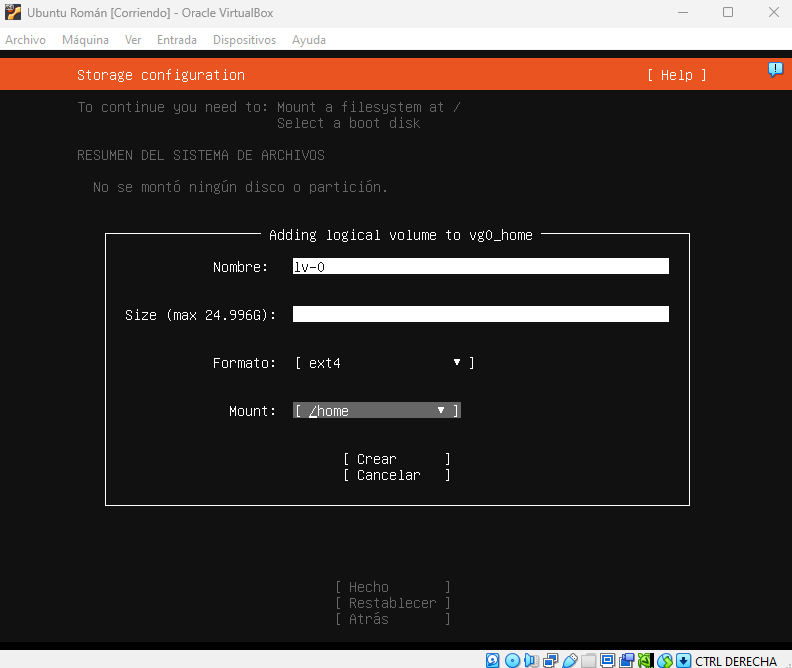 Ubuntu Román [Corriendo] - Oracle VirtualBox
Archivo Máquina Ver Entrada Dispositivos Ayuda
Storage configuration [ Help ]
To continue you need to: Mount a filesystem at /
Select a boot disk
RESUMEN DEL SISTEMA DE ARCHIVOS
No se montó ningún disco o partición.
Adding logical volume to vg0_home
Nombre: lv-0
Size (max 24.996G):
Formato: [ ext4 ▾ ]
Mount: [ /home ▾ ]
[ Crear ]
[ Cancelar ]
[ Hecho ]
[ Restablecer ]
[ Atrás ]
CTRL DERECHA